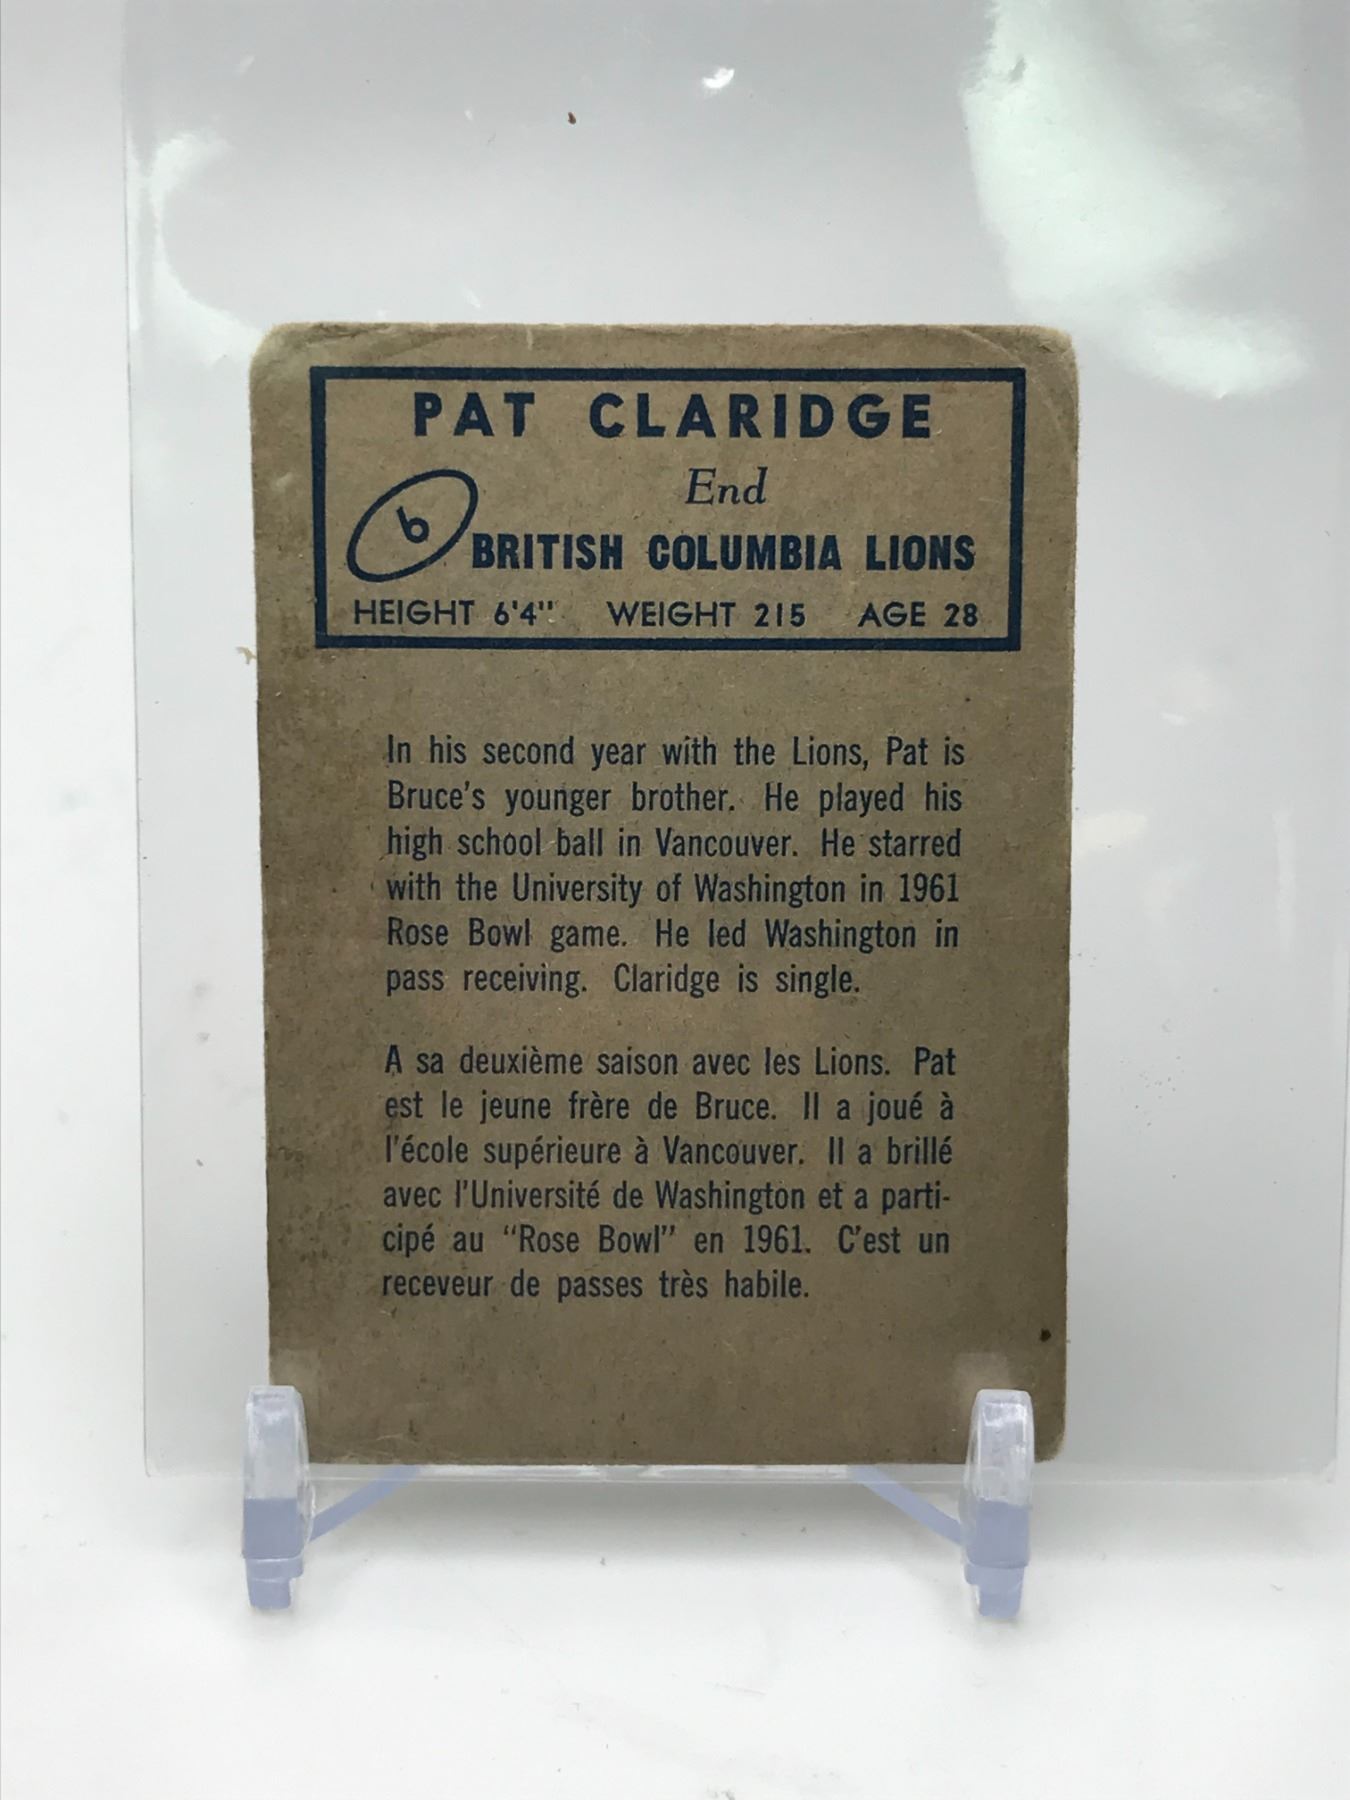 PAT CLARIDGE
End
6
BRITISH COLUMBIA LIONS
HEIGHT 6'4" WEIGHT 215 AGE 28
In his second year with the Lions, Pat is
Bruce's younger brother. He played his
high school ball in Vancouver. He starred
with the University of Washington in 1961
Rose Bowl game. He led Washington in
pass receiving. Claridge is single.
A sa deuxième saison avec les Lions. Pat
est le jeune frère de Bruce. Il a joué à
l'école supérieure à Vancouver. Il a brillé
avec l'Université de Washington et a parti-
cipé au "Rose Bowl" en 1961. C'est un
receveur de passes très habile.